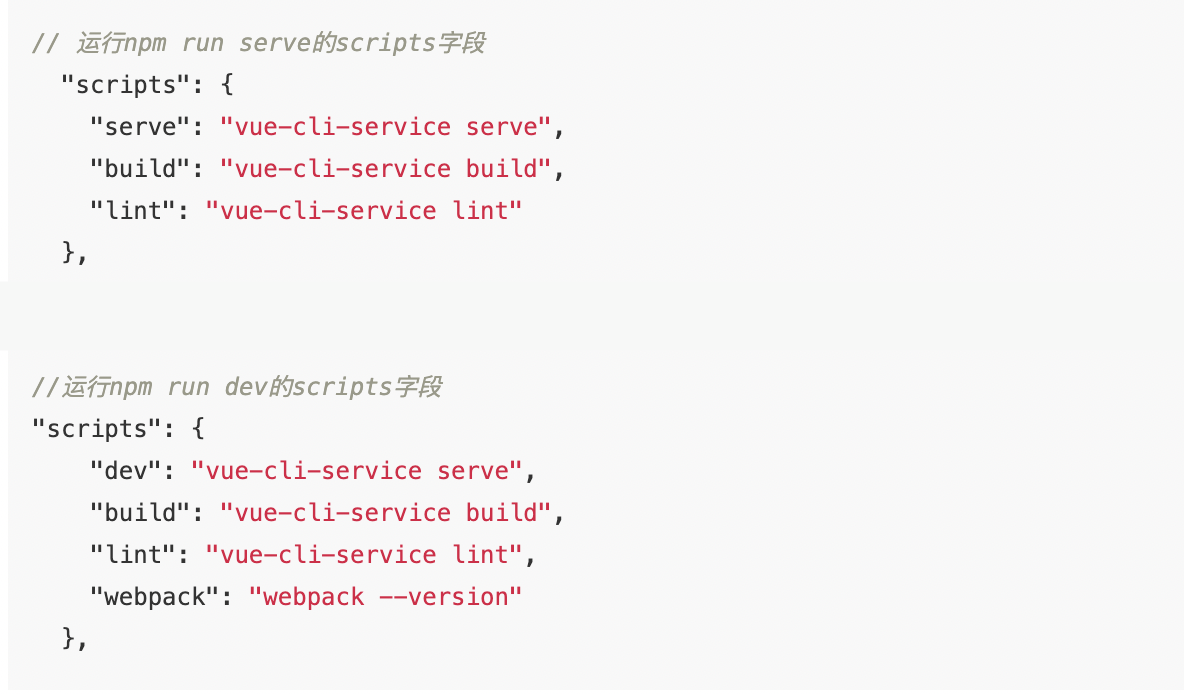 // 运行npm run serve的scripts字段
"scripts": {
"serve": "vue-cli-service serve",
"build": "vue-cli-service build",
"lint": "vue-cli-service lint"
},
//运行npm run dev的scripts字段
"scripts": {
"dev": "vue-cli-service serve",
"build": "vue-cli-service build",
"lint": "vue-cli-service lint",
"webpack": "webpack --version"
},